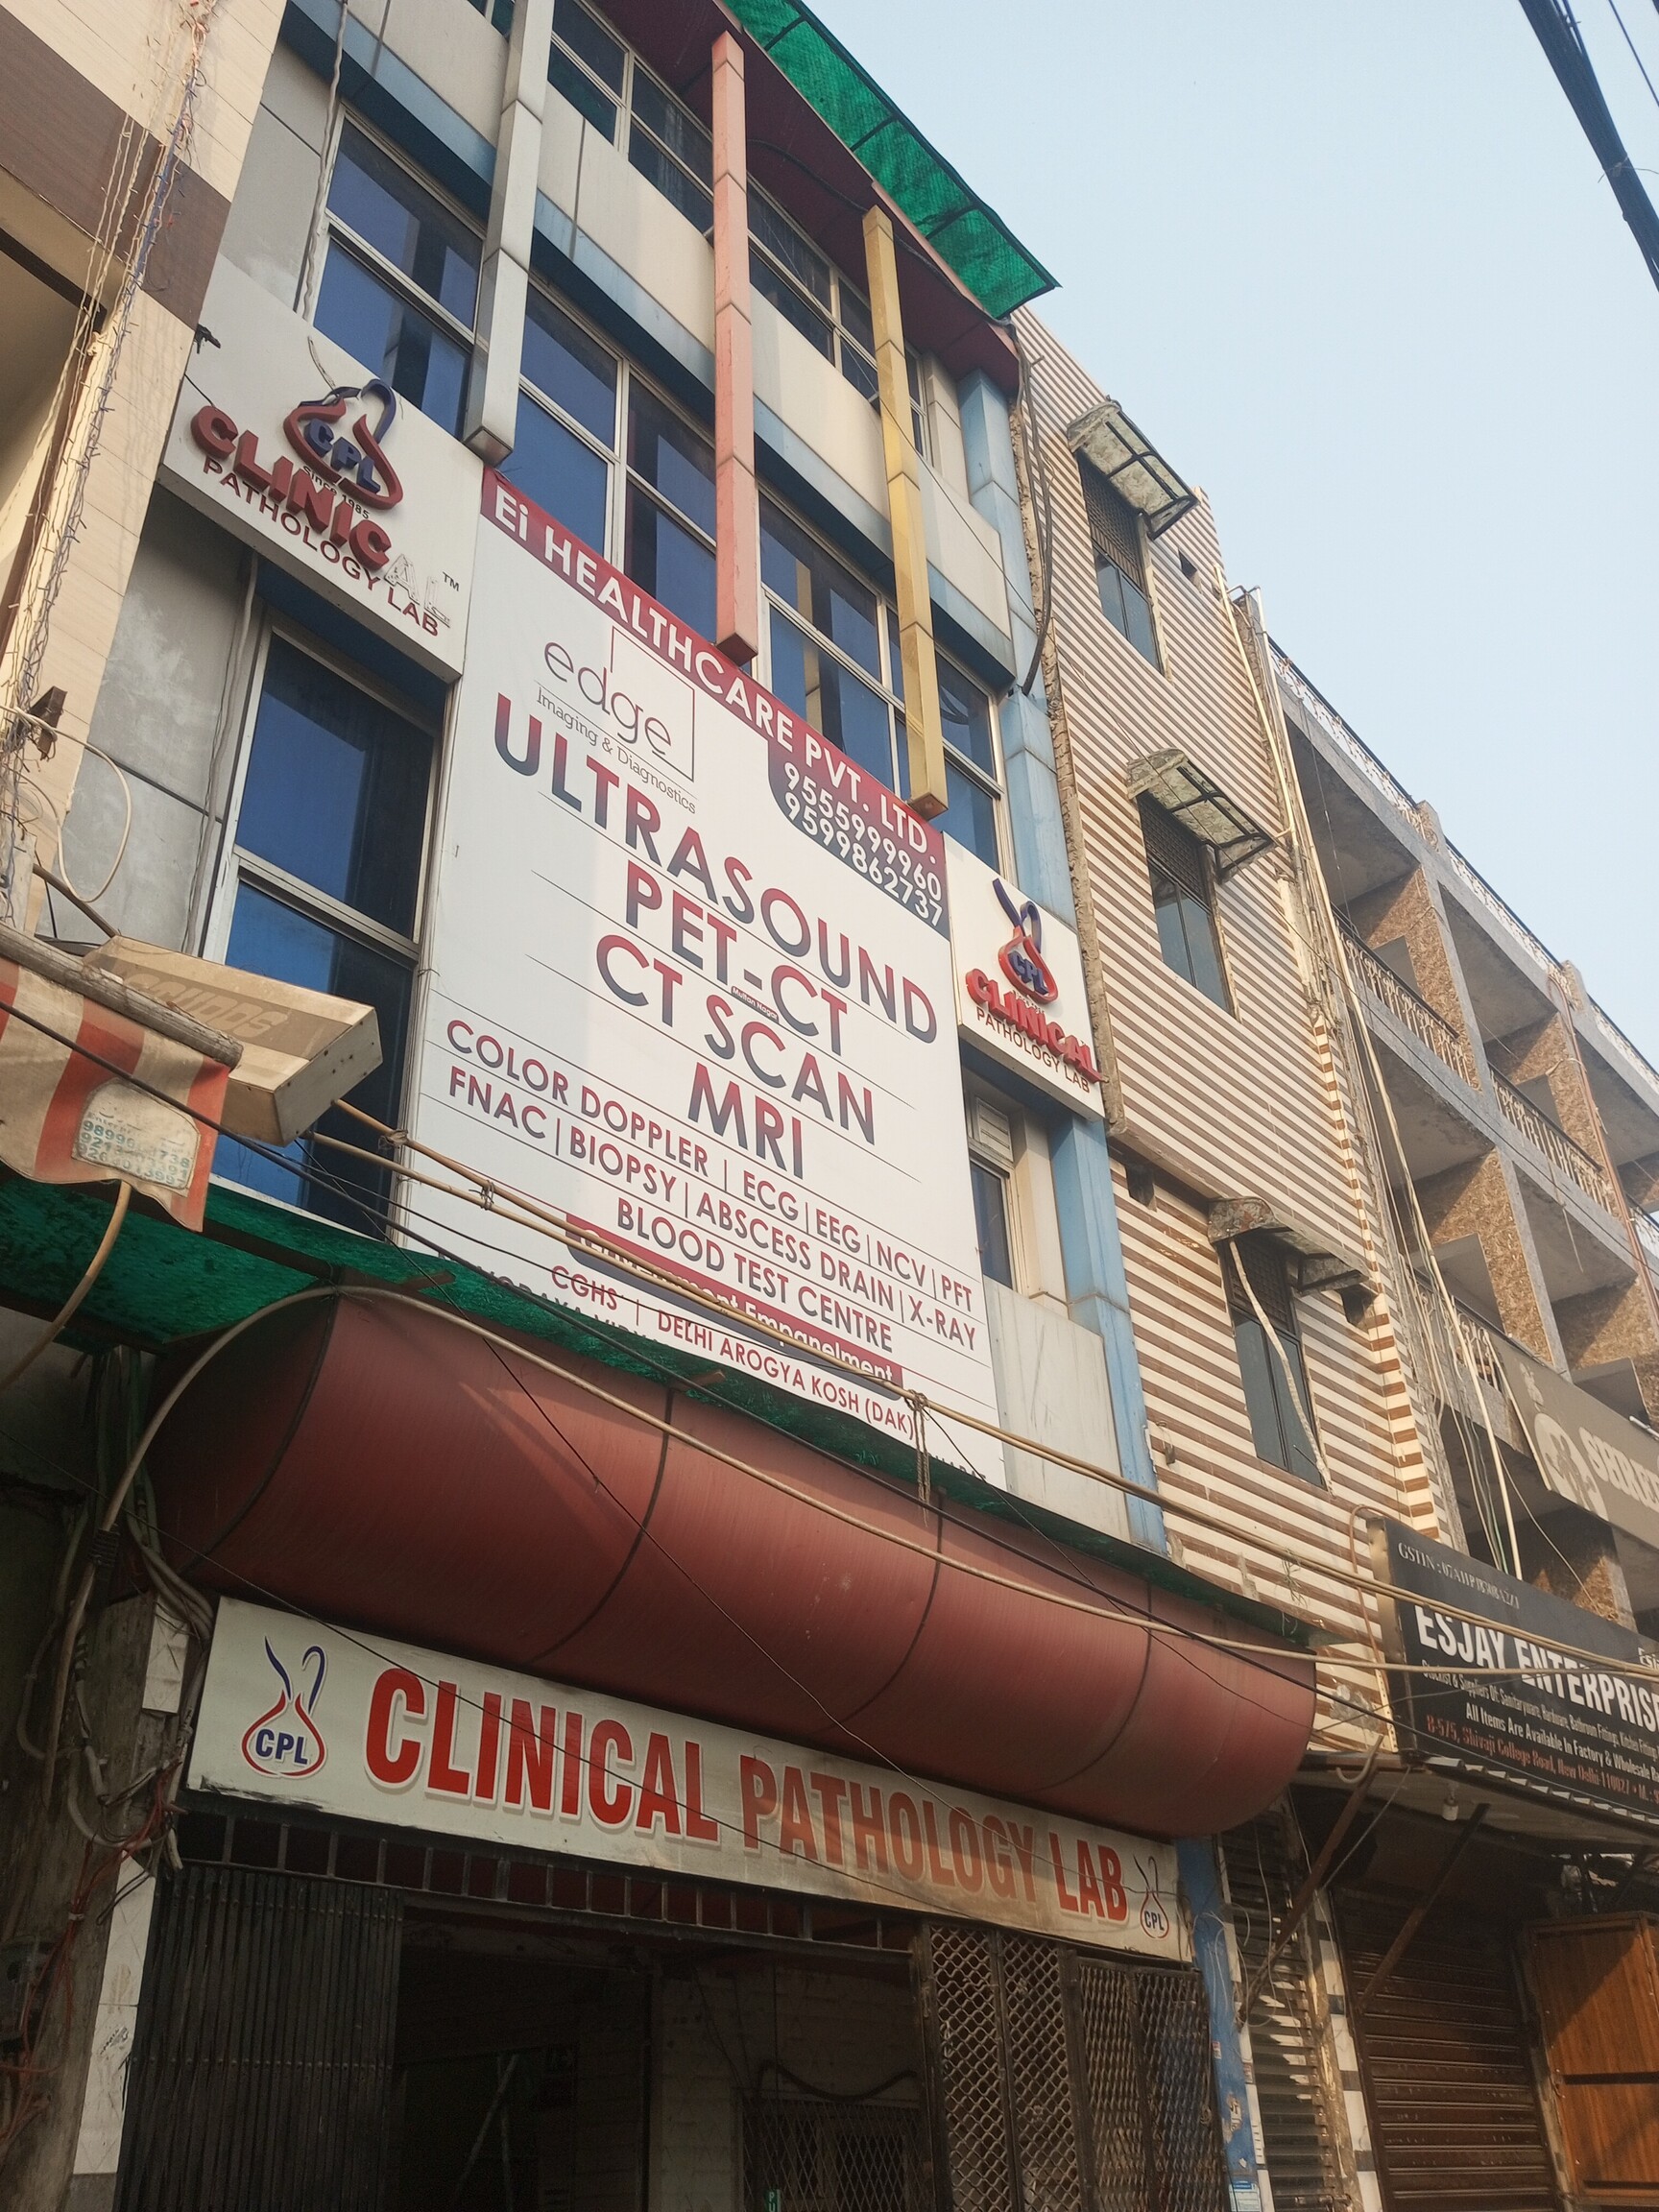 CPL
Since 1985
CLINICAL™
PATHOLOGY LAB
Ei HEALTHCARE PVT. LTD.
edge
Imaging & Diagnostics
9555999960
9599862737
ULTRASOUND
PET-CT
CT SCAN
MRI
COLOR DOPPLER | ECG | EEG | NCV | PFT
FNAC | BIOPSY | ABSCESS DRAIN | X-RAY
BLOOD TEST CENTRE
Empanelment
CGHS | DELHI AROGYA KOSH (DAK)
CPL
CLINICAL
PATHOLOGY LAB
CPL
CLINICAL PATHOLOGY LAB
CPL
ESJAY ENTERPRISE
All Items Are Available In Factory & Wholesale
B-575, Shivaji College Road, New Delhi-110027